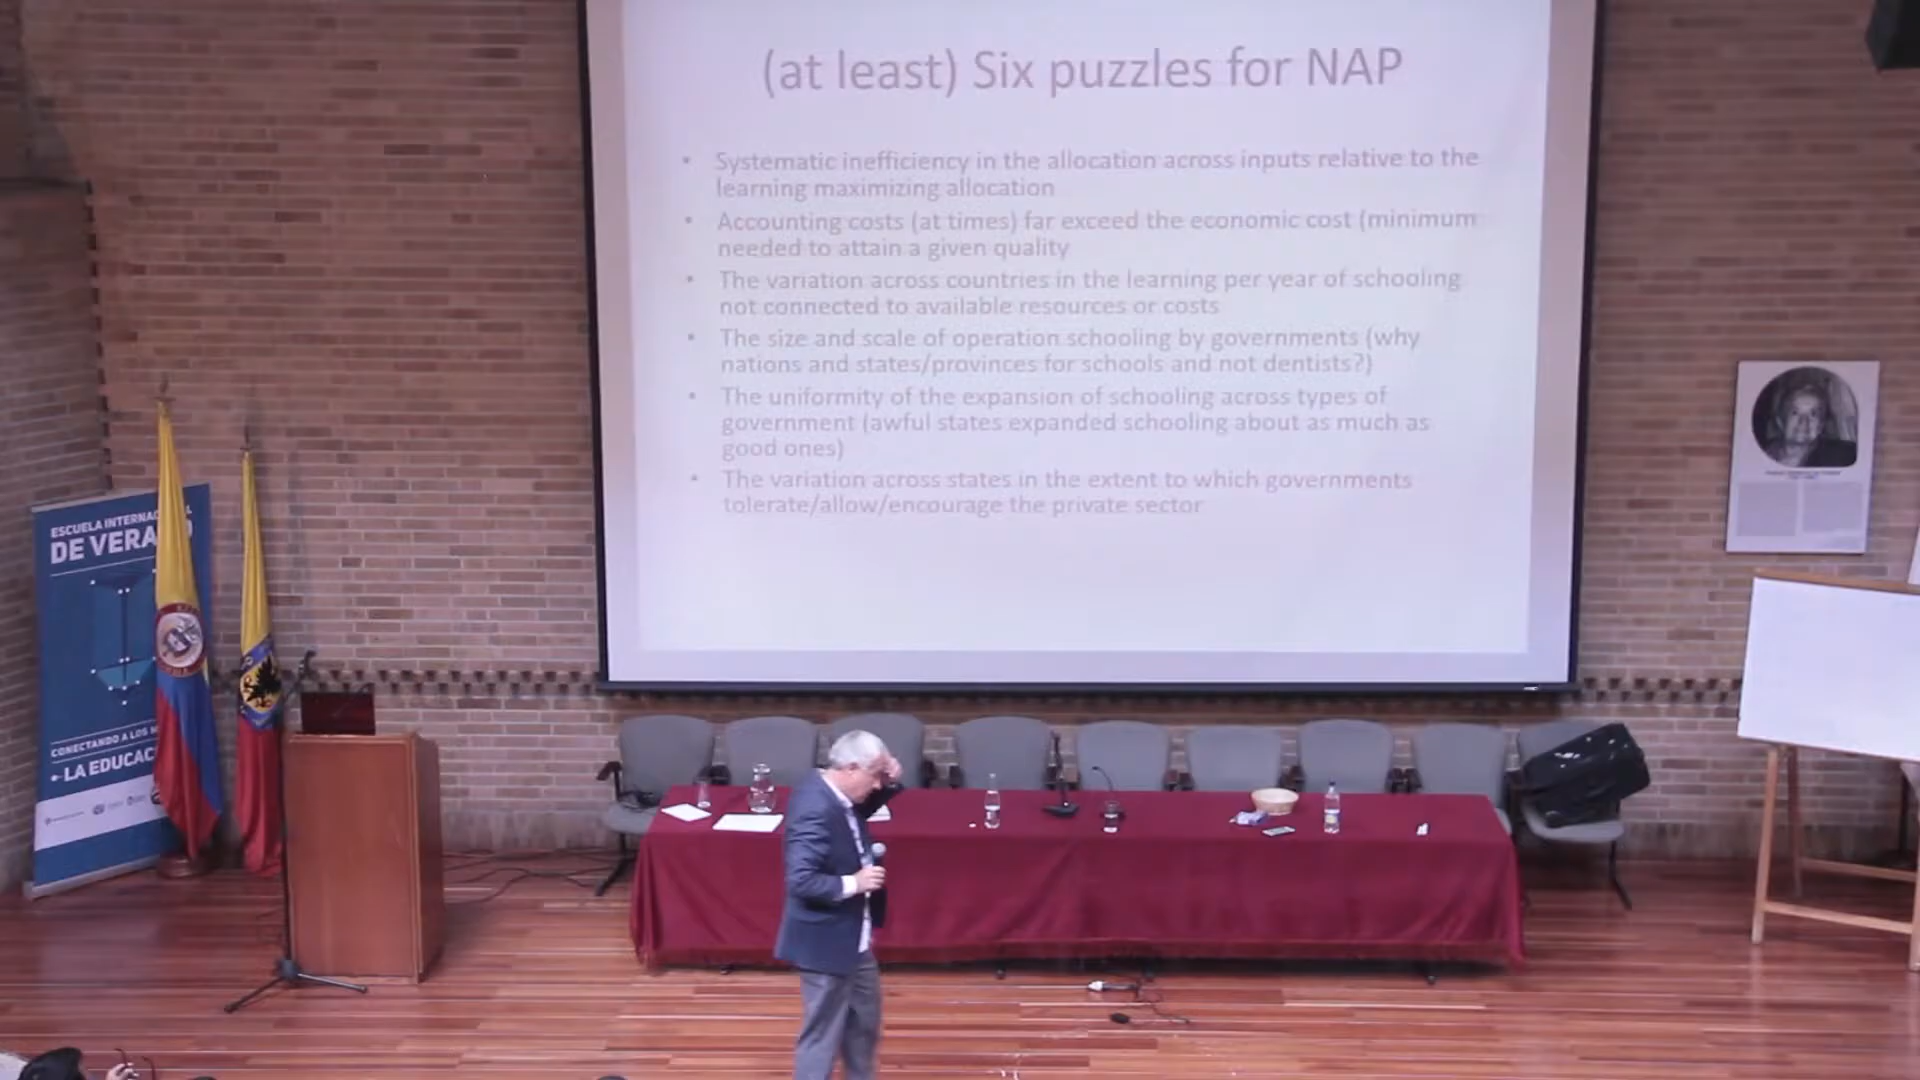 (at least) Six puzzles for NAP
• Systematic inefficiency in the allocation across inputs relative to the
learning maximizing allocation
• Accounting costs (at times) far exceed the economic cost (minimum
needed to attain a given quality
• The variation across countries in the learning per year of schooling
not connected to available resources or costs
• The size and scale of operation schooling by governments (why
nations and states/provinces for schools and not dentists?)
• The uniformity of the expansion of schooling across types of
government (awful states expanded schooling about as much as
good ones)
• The variation across states in the extent to which governments
tolerate/allow/encourage the private sector
ESCUELA
DE
CONECTANDO A LOS
LA